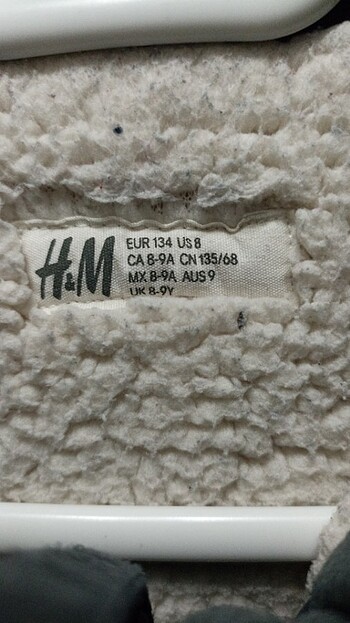 H&M
EUR 134 US 8
CA 8-9A CN 135/68
MX 8-9A AUS 9
UK 8-9Y